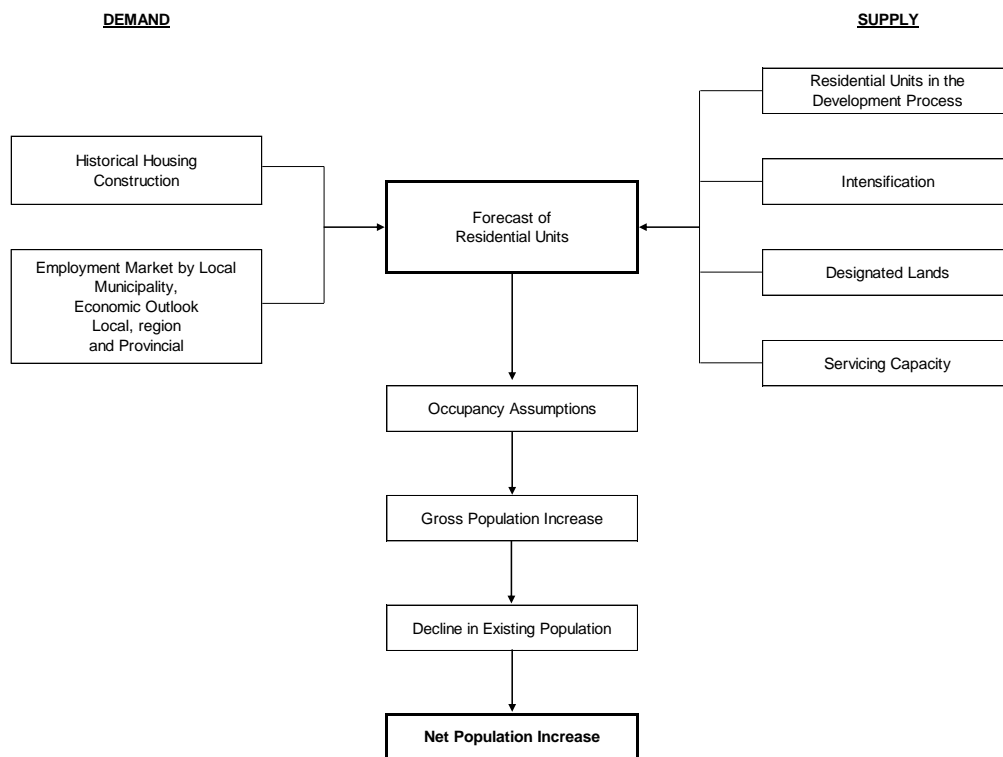 DEMAND
SUPPLY
Residential Units in the
Development Process
Historical Housing
Construction
Intensification
Forecast of
Residential Units
Employment Market by Local
Municipality,
Economic Outlook
Local, region
and Provincial
Designated Lands
Servicing Capacity
Occupancy Assumptions
Gross Population Increase
Decline in Existing Population
Net Population Increase